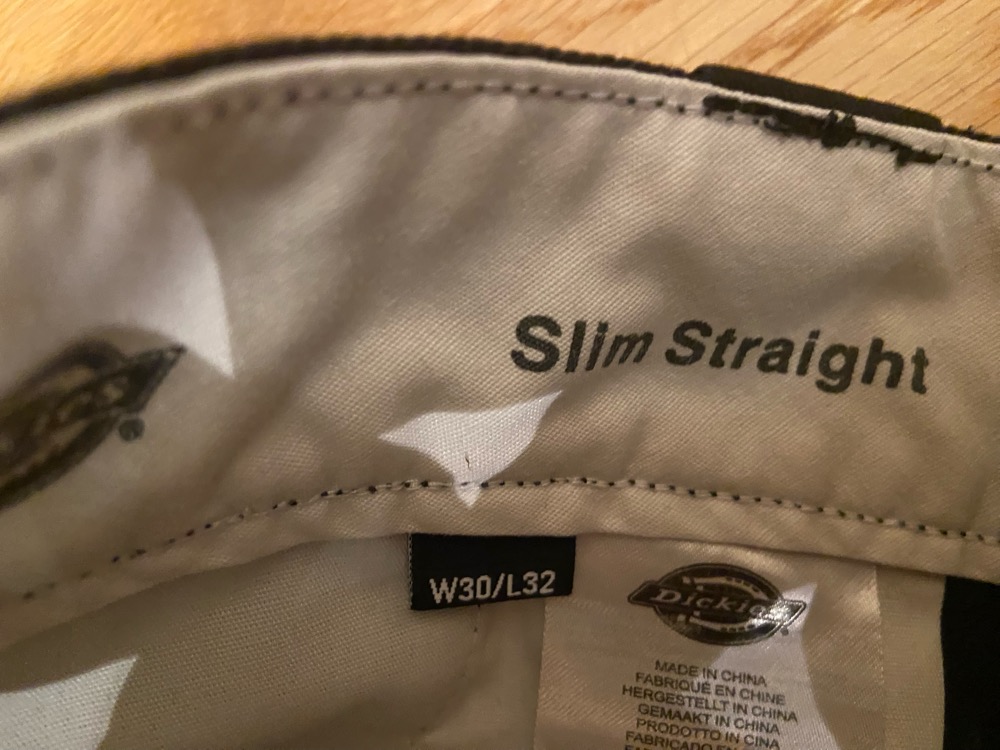 Slim Straight
W30/L32
Dickies
MADE IN CHINA
FABRIQUÉ EN CHINE
HERGESTELLT IN CHINA
GEMAAKT IN CHINA
PRODOTTO IN CINA
FABRICADO EN